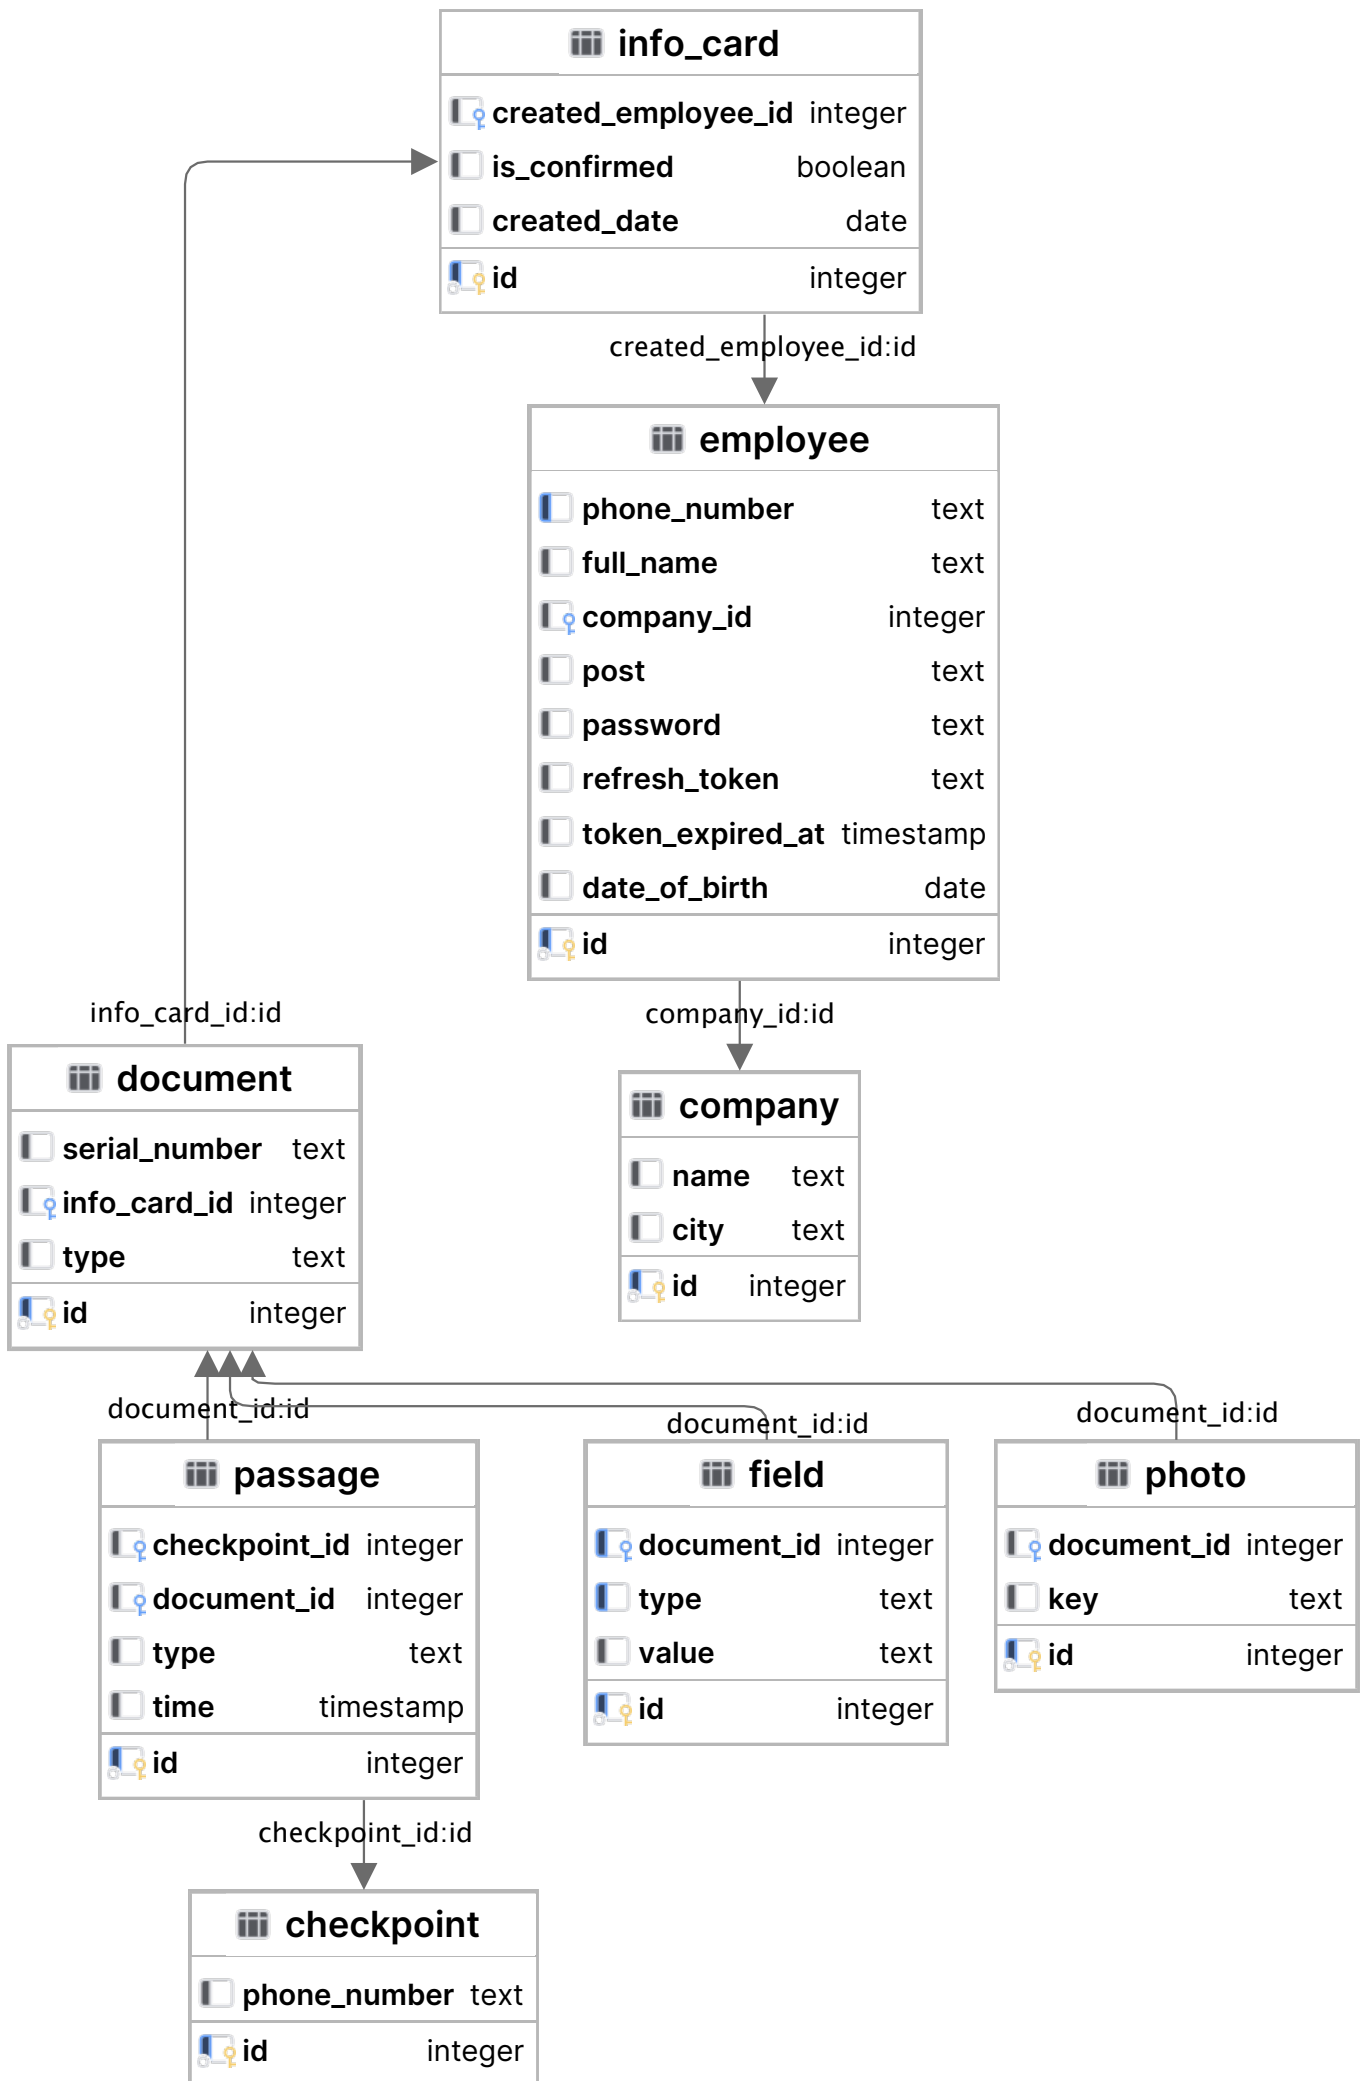 info_card
created_employee_id integer
is_confirmed boolean
created_date date
id integer
created_employee_id:id
employee
phone_number text
full_name text
company_id integer
post text
password text
refresh_token text
token_expired_at timestamp
date_of_birth date
id integer
info_card_id:id
company_id:id
document
serial_number text
info_card_id integer
type text
id integer
company
name text
city text
id integer
document_id:id
document_id:id
document_id:id
passage
checkpoint_id integer
document_id integer
type text
time timestamp
id integer
field
document_id integer
type text
value text
id integer
photo
document_id integer
key text
id integer
checkpoint_id:id
checkpoint
phone_number text
id integer